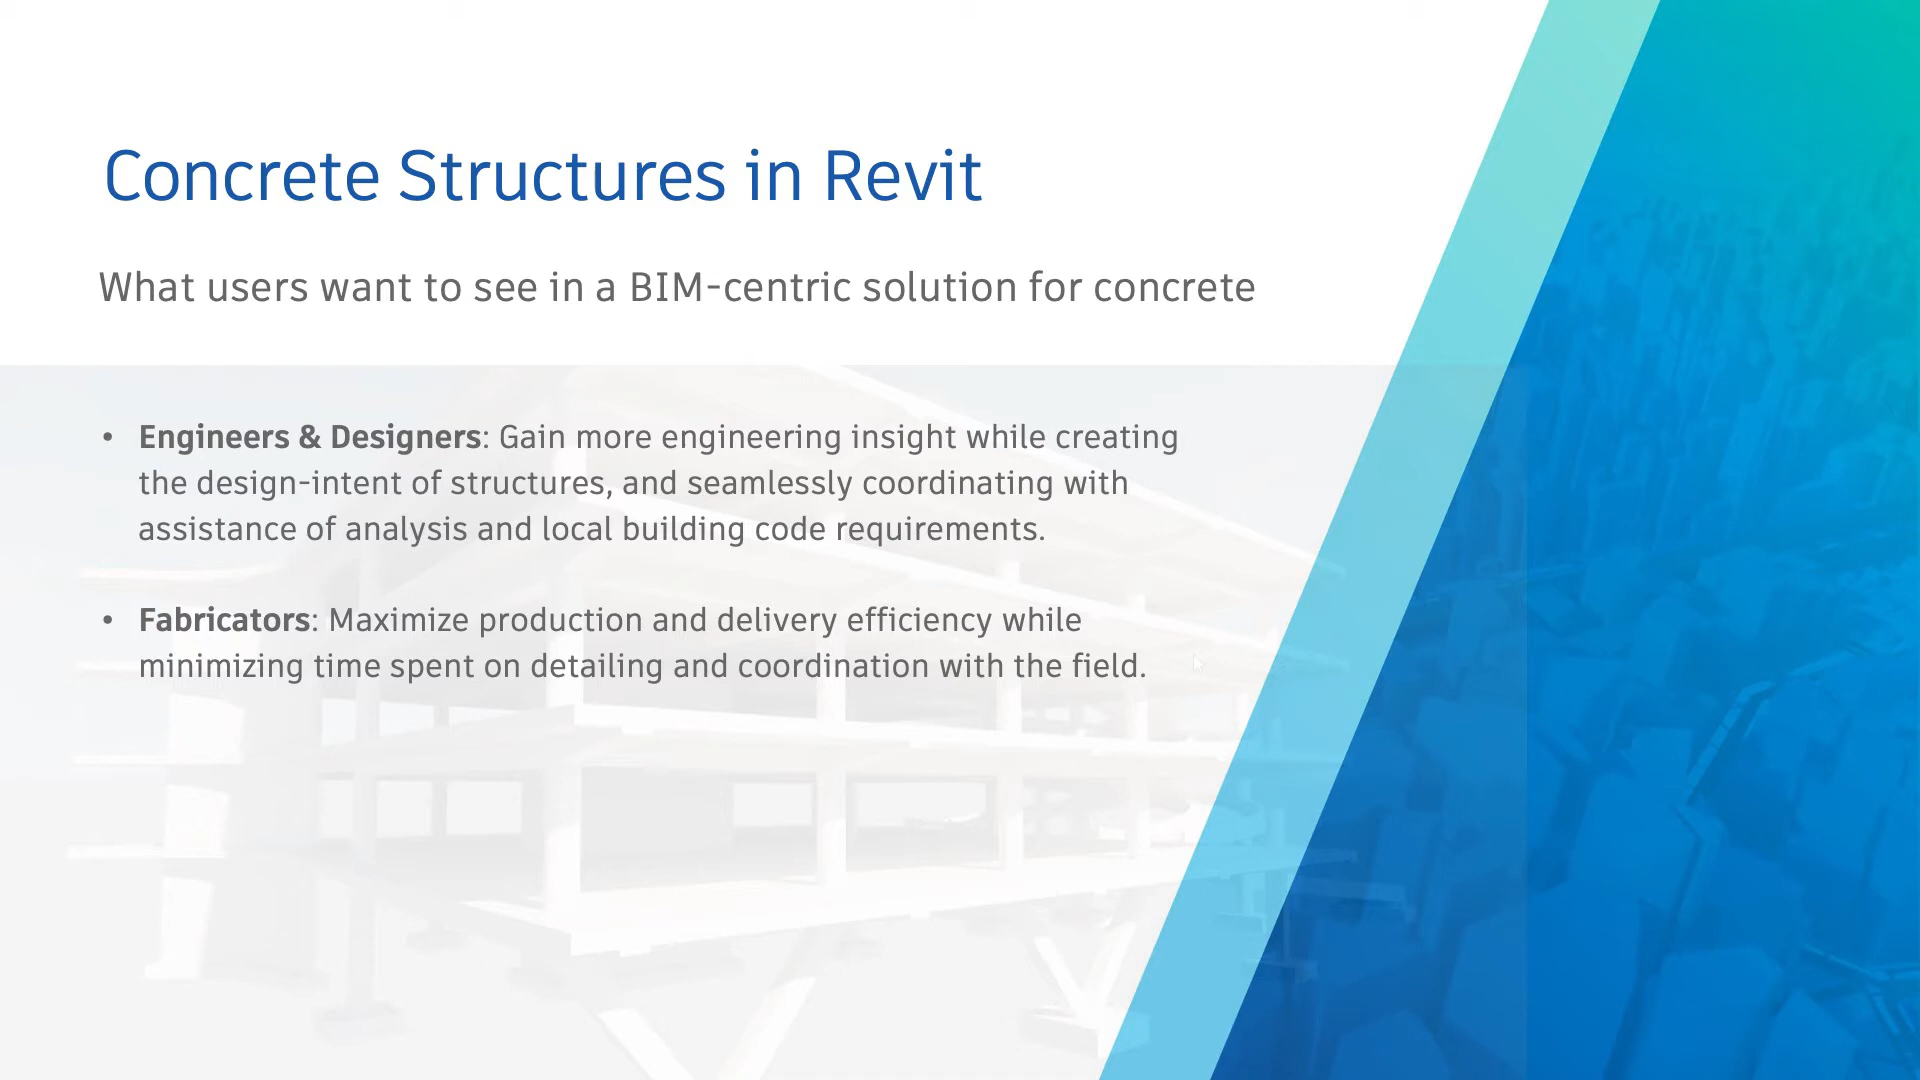 Concrete Structures in Revit
What users want to see in a BIM-centric solution for concrete
• Engineers & Designers: Gain more engineering insight while creating
the design-intent of structures, and seamlessly coordinating with
assistance of analysis and local building code requirements.
• Fabricators: Maximize production and delivery efficiency while
minimizing time spent on detailing and coordination with the field.